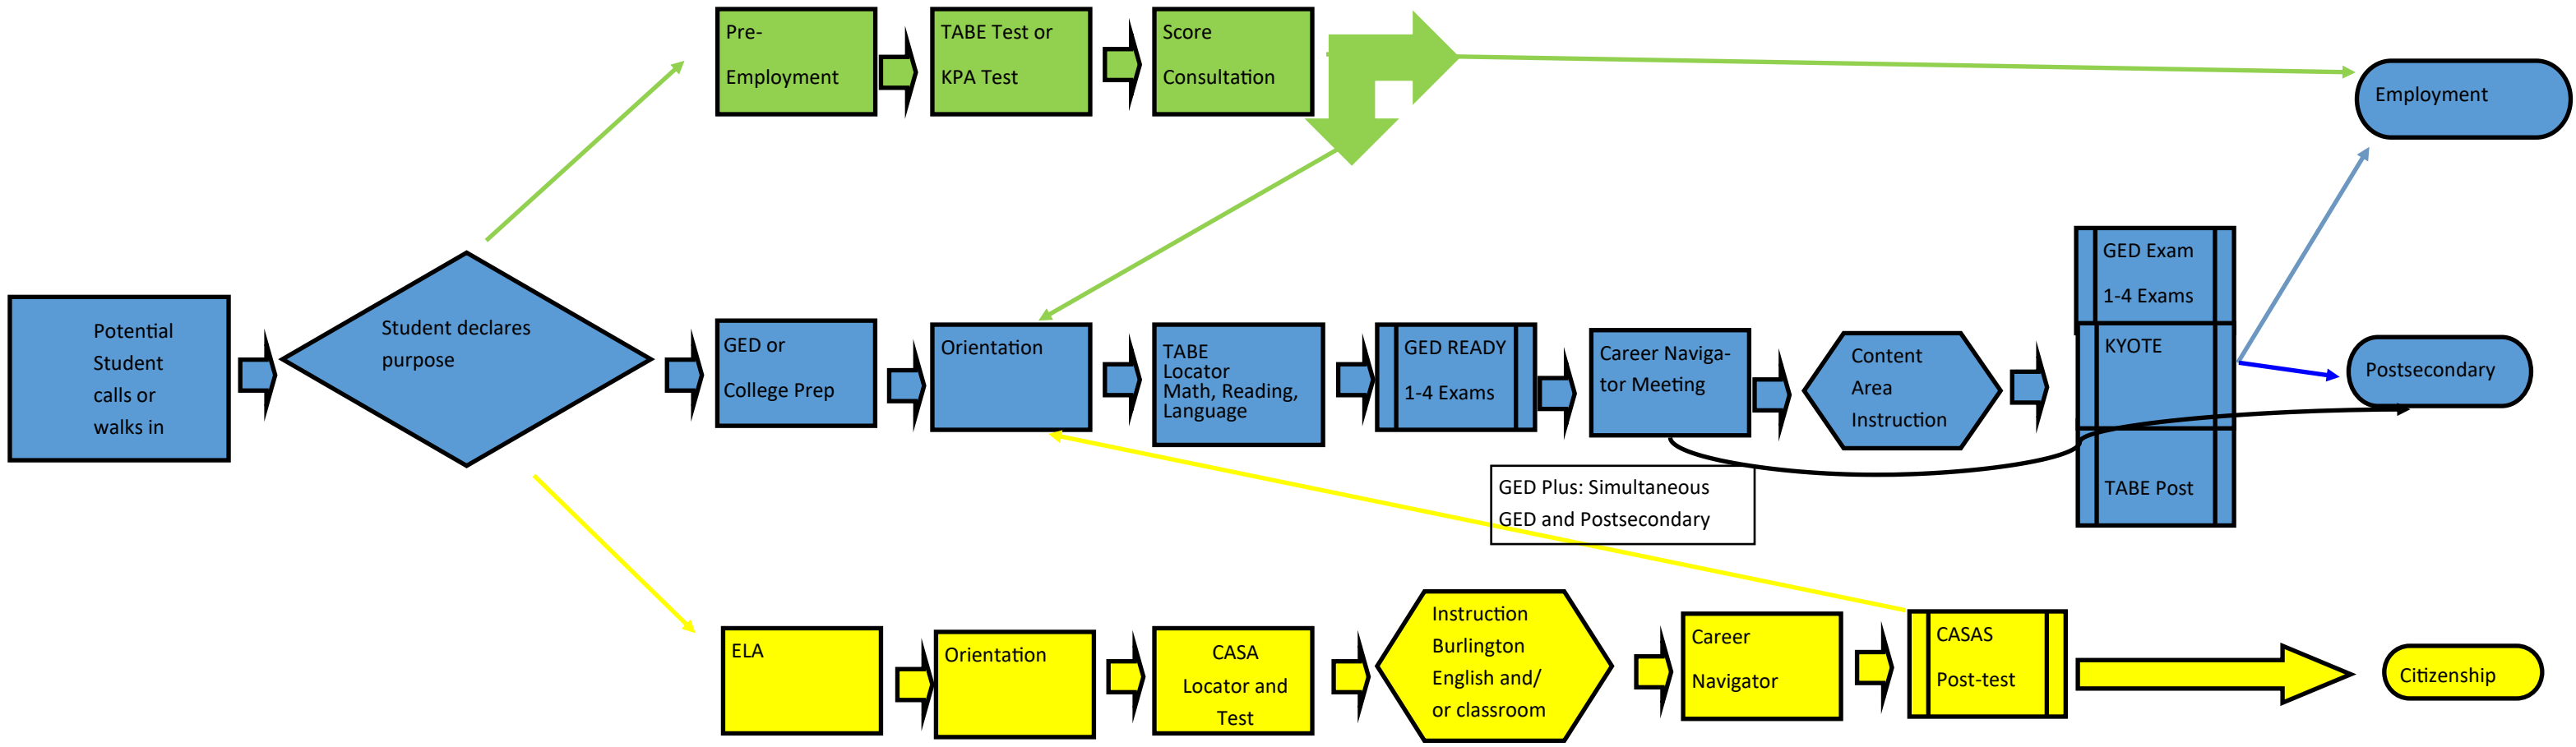 Pre-
Employment
TABE Test or
KPA Test
Score
Consultation
Employment
Potential
Student
calls or
walks in
Student declares
purpose
GED or
College Prep
Orientation
TABE
Locator
Math, Reading,
Language
GED READY
1-4 Exams
Career Naviga-
tor Meeting
Content
Area
Instruction
GED Exam
1-4 Exams
KYOTE
TABE Post
Postsecondary
GED Plus: Simultaneous
GED and Postsecondary
ELA
Orientation
CASA
Locator and
Test
Instruction
Burlington
English and/
or classroom
Career
Navigator
CASAS
Post-test
Citizenship